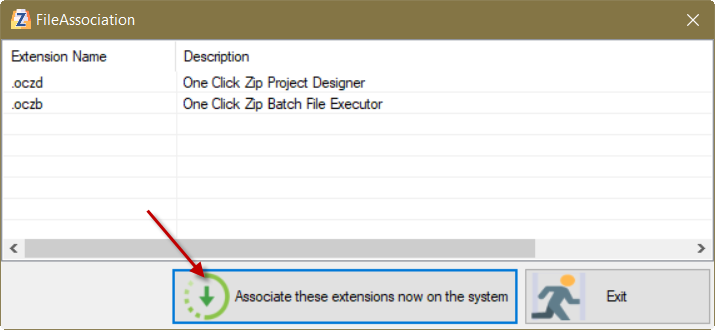 Z FileAssociation
Extension Name Description
.oczd One Click Zip Project Designer
.oczb One Click Zip Batch File Executor
Associate these extensions now on the system Exit